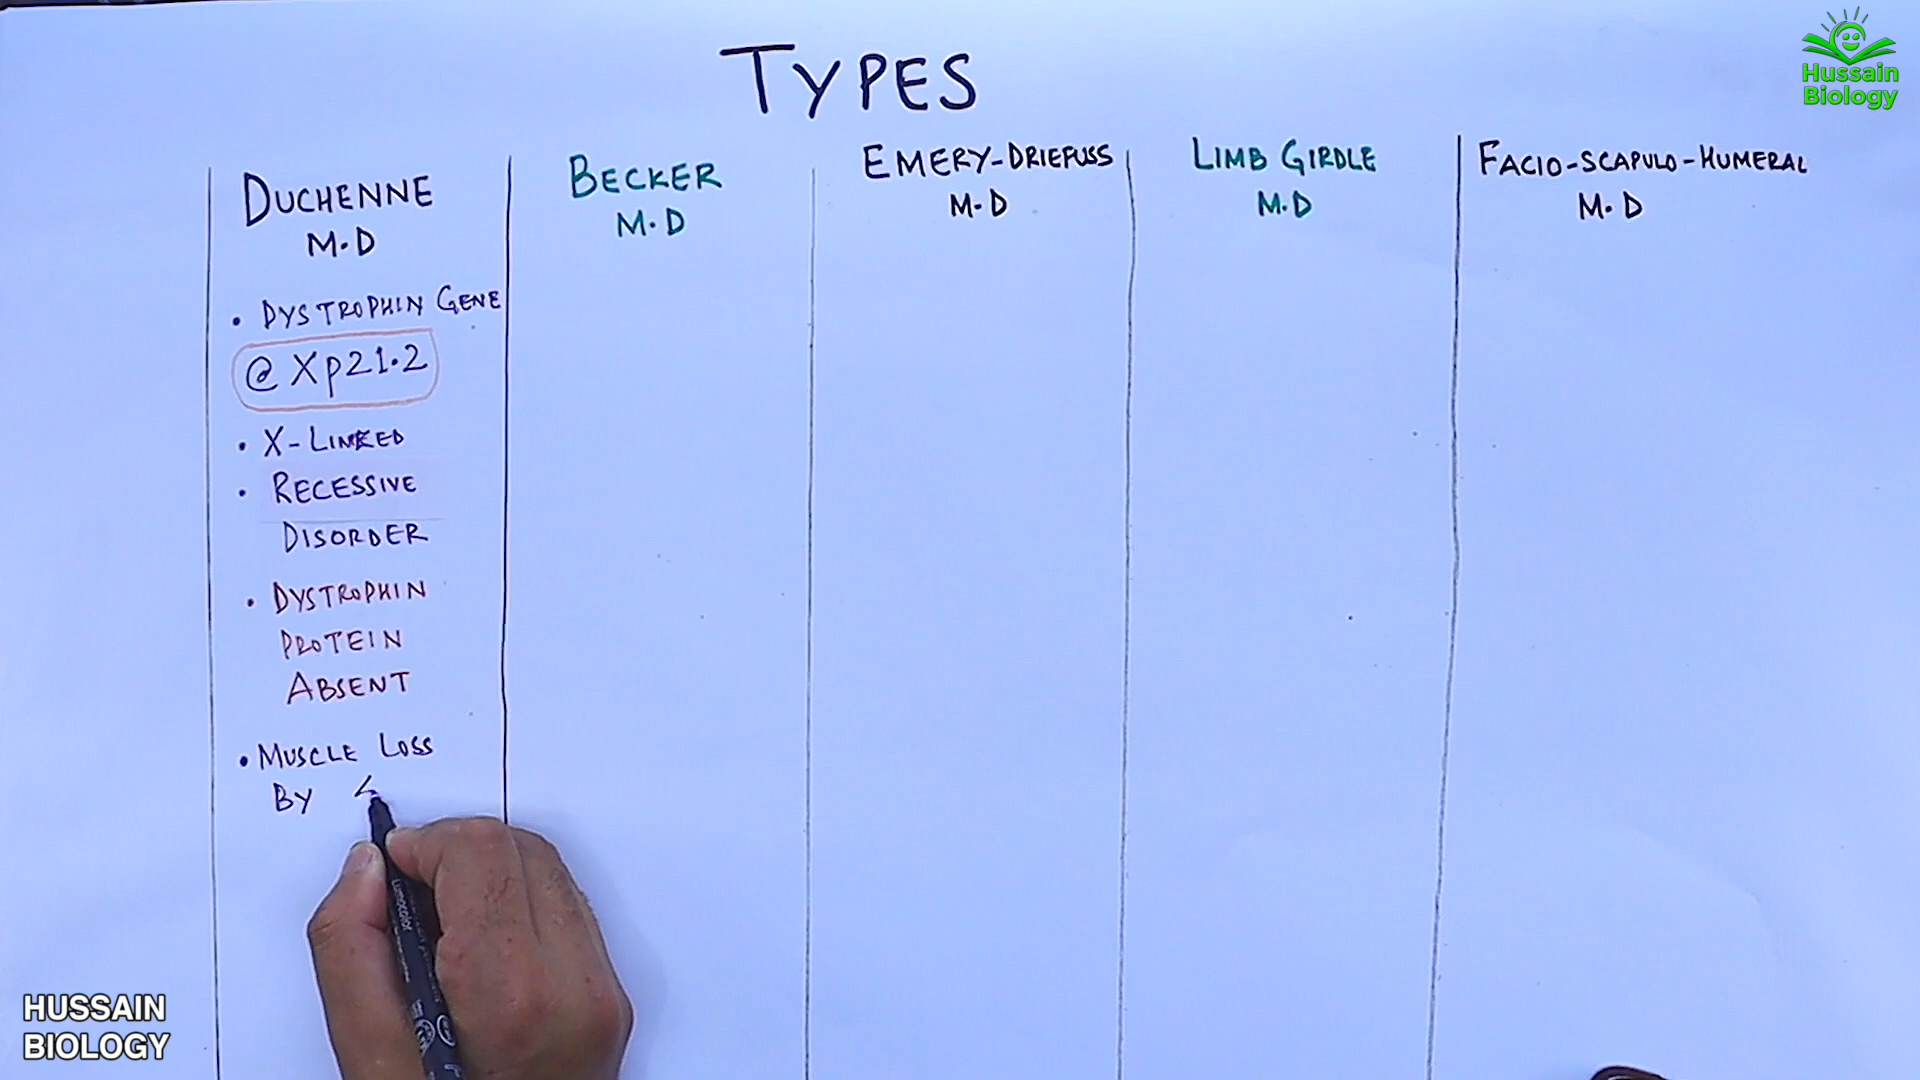 TYPES
Hussain
Biology
DUCHENNE
M.D
• DYSTROPHIN GENE
@ Xp21.2
• X-LINKED
• RECESSIVE
DISORDER
• DYSTROPHIN
PROTEIN
ABSENT
• MUSCLE LOSS
BY
BECKER
M.D
EMERY-DRIEFUSS
M.D
LIMB GIRDLE
M.D
FACIO-SCAPULO-HUMERAL
M.D
Lumocolor
HUSSAIN
BIOLOGY